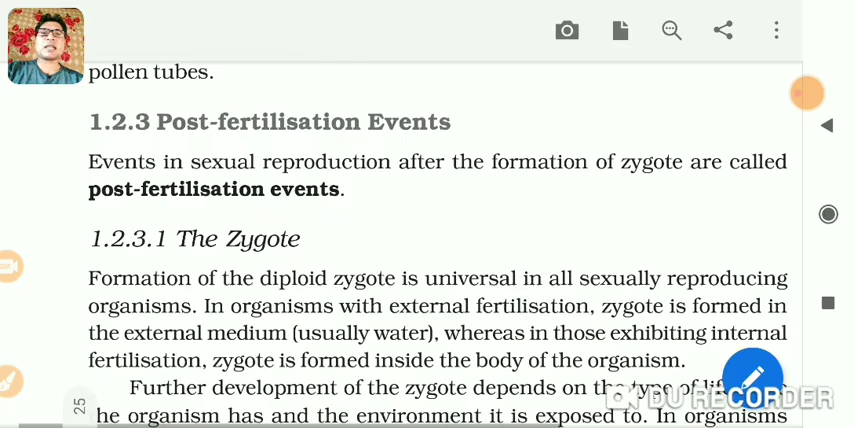 pollen tubes.
1.2.3 Post-fertilisation Events
Events in sexual reproduction after the formation of zygote are called
post-fertilisation events.
1.2.3.1 The Zygote
Formation of the diploid zygote is universal in all sexually reproducing
organisms. In organisms with external fertilisation, zygote is formed in
the external medium (usually water), whereas in those exhibiting internal
fertilisation, zygote is formed inside the body of the organism.
Further development of the zygote depends on the type of
the organism has and the environment it is exposed to. In organisms
25
DU RECORDER